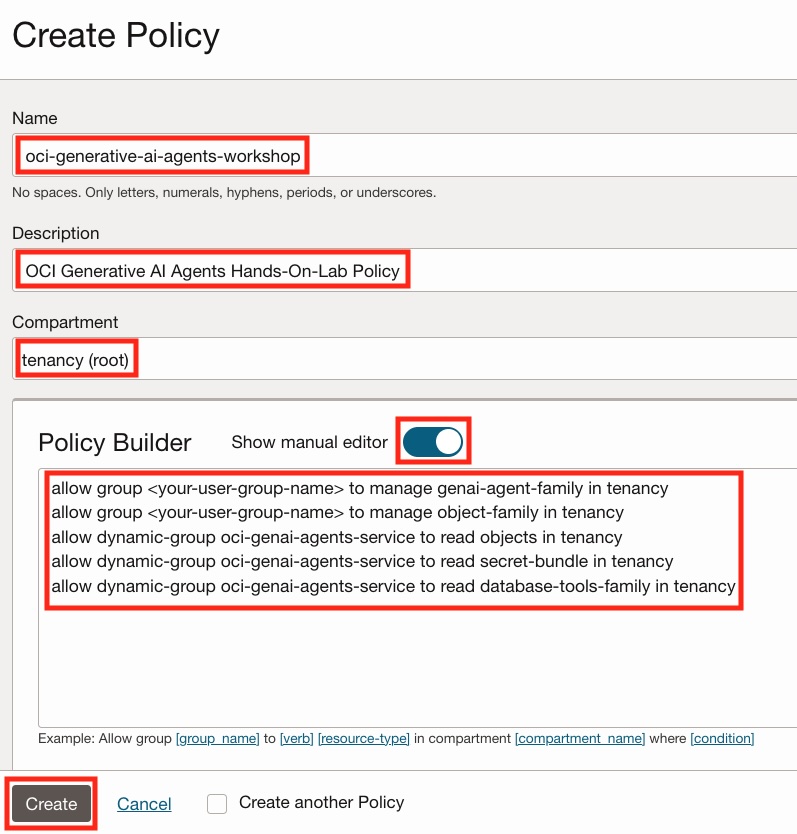 Create Policy
Name
oci-generative-ai-agents-workshop
No spaces. Only letters, numerals, hyphens, periods, or underscores.
Description
OCI Generative AI Agents Hands-On-Lab Policy
Compartment
tenancy (root)
Policy Builder Show manual editor
allow group <your-user-group-name> to manage genai-agent-family in tenancy
allow group <your-user-group-name> to manage object-family in tenancy
allow dynamic-group oci-genai-agents-service to read objects in tenancy
allow dynamic-group oci-genai-agents-service to read secret-bundle in tenancy
allow dynamic-group oci-genai-agents-service to read database-tools-family in tenancy
Example: Allow group [group_name] to [verb] [resource-type] in compartment [compartment_name] where [condition]
Create Cancel Create another Policy